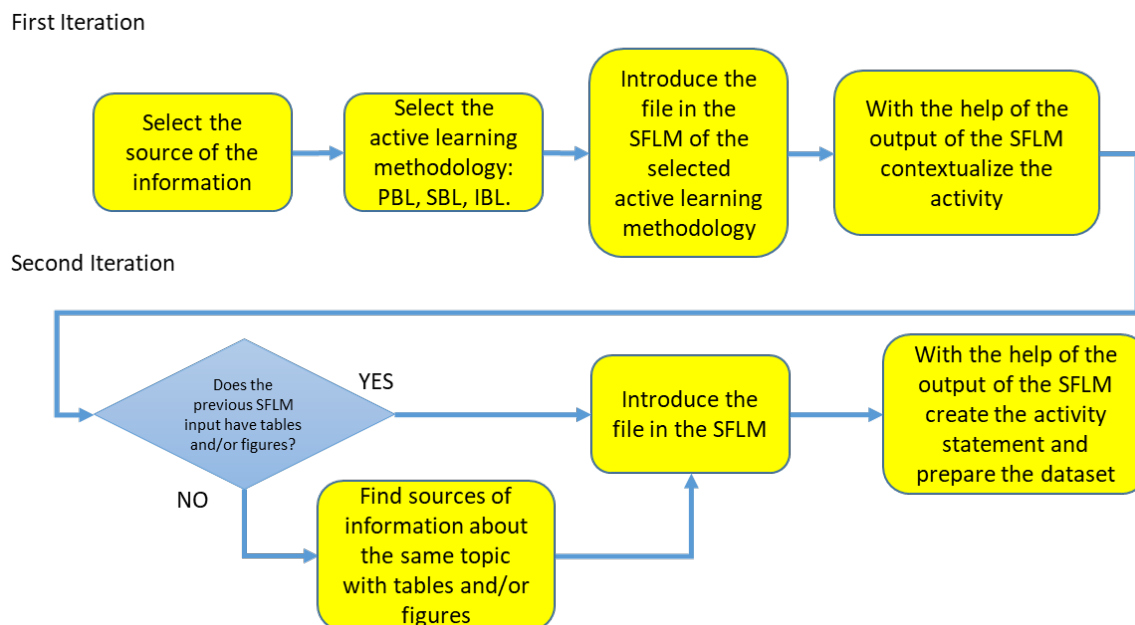 First Iteration
Select the
source of the
information
Select the
active learning
methodology:
PBL, SBL, IBL.
Introduce the
file in the
SFLM of the
selected
active learning
methodology
With the help of the
output of the SFLM
contextualize the
activity
Second Iteration
Does the
previous SFLM
input have tables
and/or figures?
YES
NO
Find sources of
information about
the same topic
with tables and/or
figures
Introduce the
file in the SFLM
With the help of the
output of the SFLM
create the activity
statement and
prepare the dataset